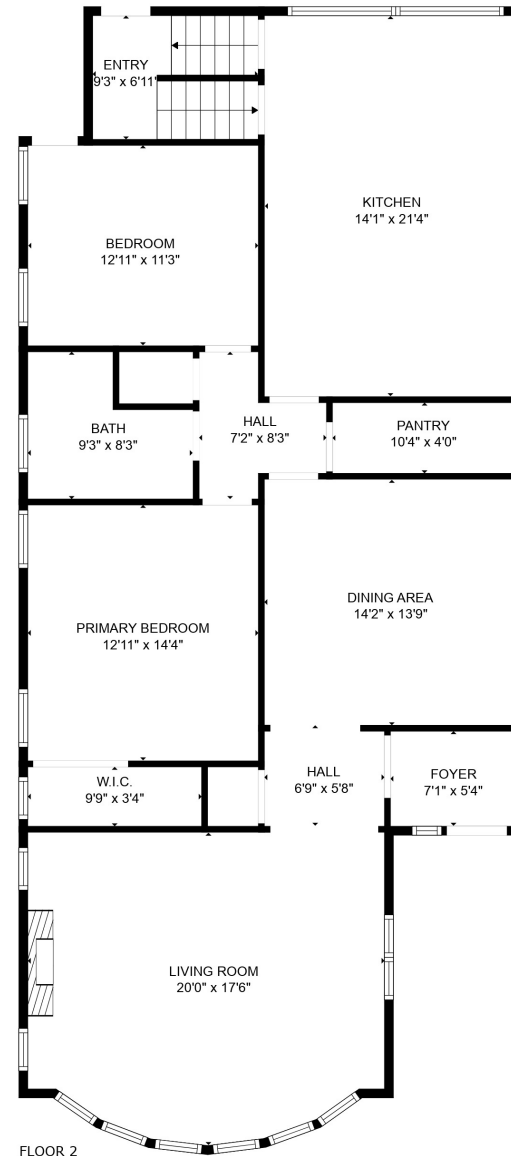 ENTRY
9'3" x 6'11"
KITCHEN
14'1" x 21'4"
BEDROOM
12'11" x 11'3"
BATH
9'3" x 8'3"
HALL
7'2" x 8'3"
PANTRY
10'4" x 4'0"
DINING AREA
14'2" x 13'9"
PRIMARY BEDROOM
12'11" x 14'4"
W.I.C.
9'9" x 3'4"
HALL
6'9" x 5'8"
FOYER
7'1" x 5'4"
LIVING ROOM
20'0" x 17'6"
FLOOR 2